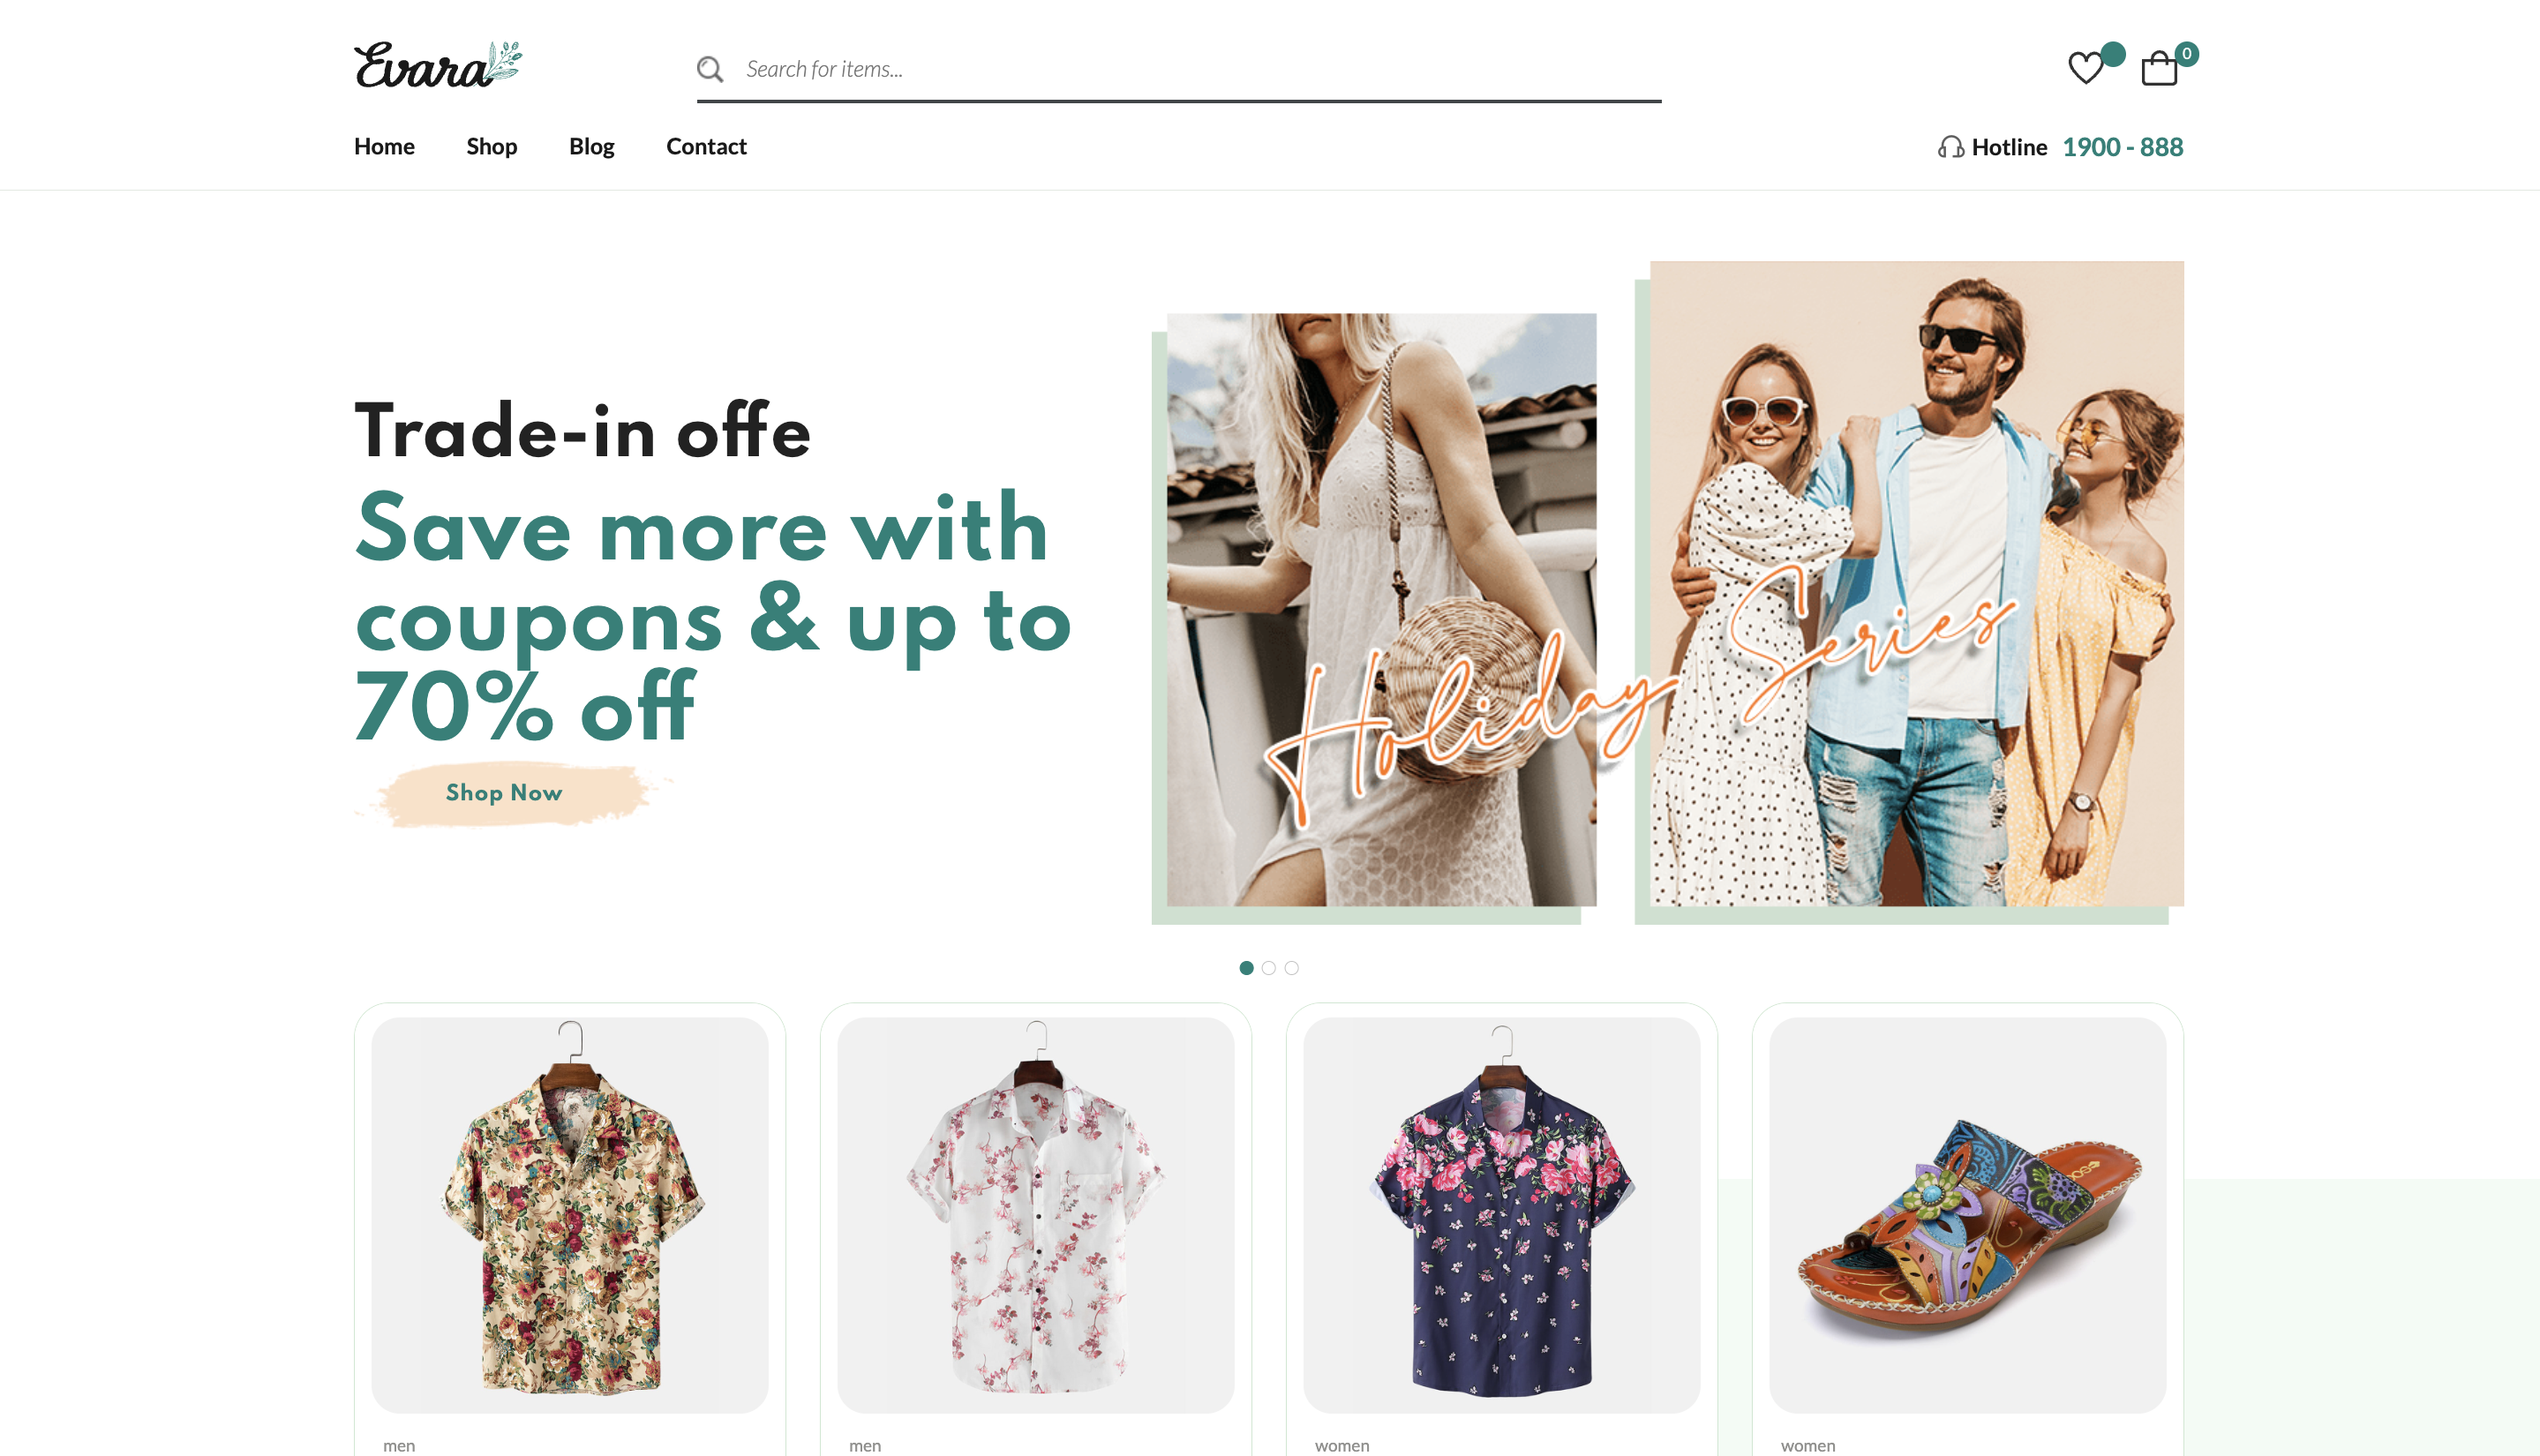 Evara
Search for items...
0
Home
Shop
Blog
Contact
Hotline 1900 - 888
Trade-in offe
Save more with
coupons & up to
70% off
Shop Now
Holiday Series
men
men
women
women